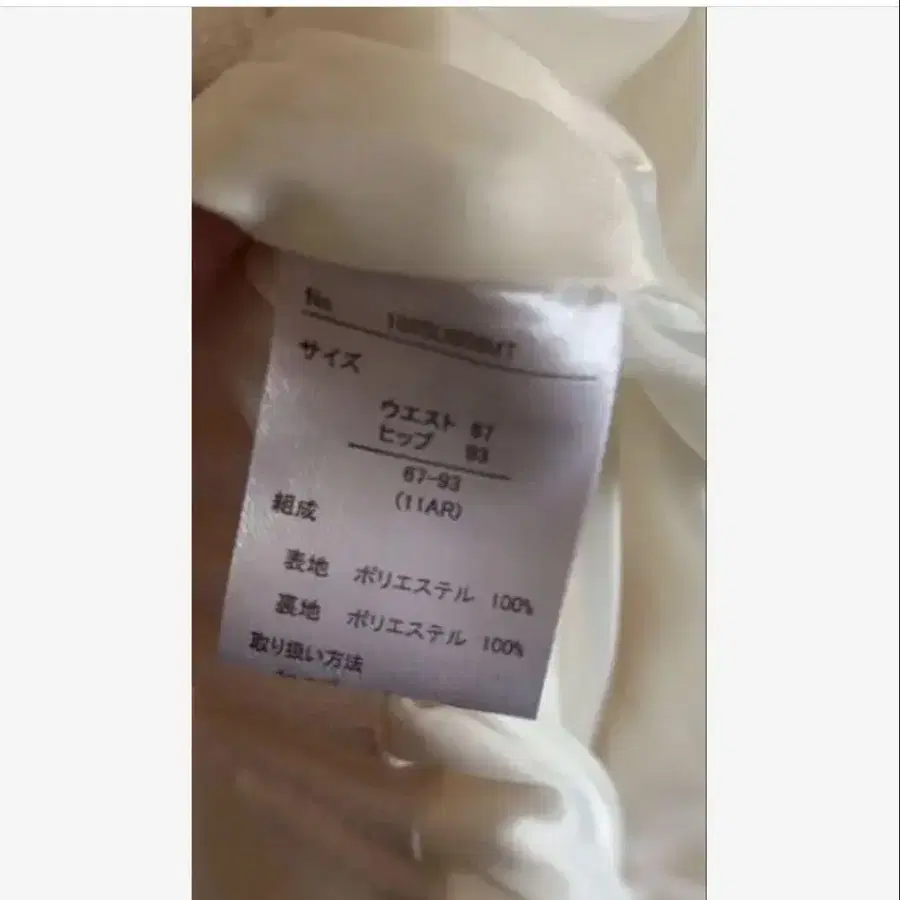 No.
サイズ
ウエスト 67
ヒップ 93
67-93
(11AR)
組成
表地 ポリエステル 100%
裏地 ポリエステル 100%
取り扱い方法